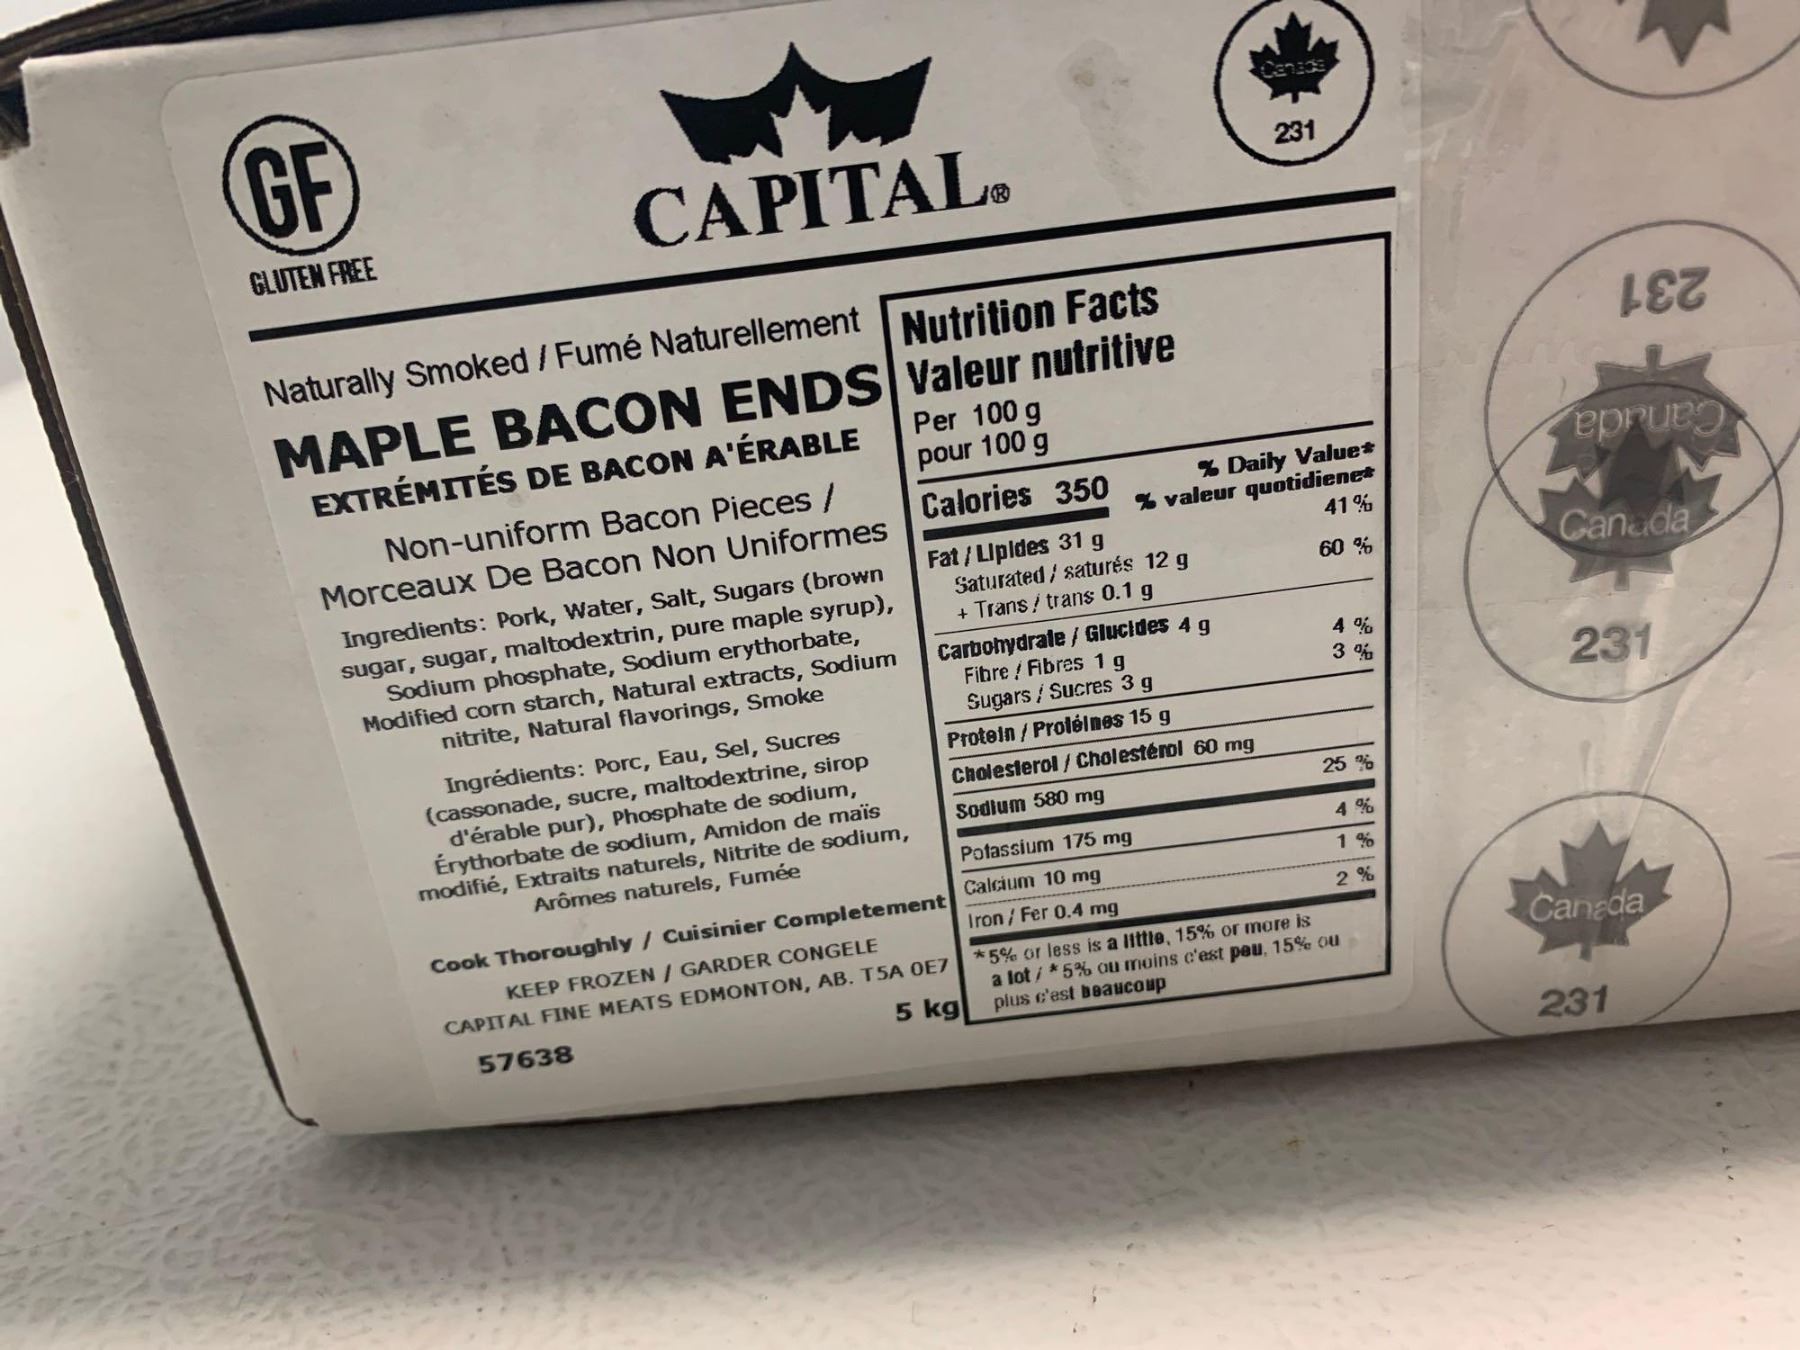 GF
GLUTEN FREE
CAPITAL®
Canada
231
Naturally Smoked / Fumé Naturellement
MAPLE BACON ENDS
EXTRÉMITÉS DE BACON A'ÉRABLE
Non-uniform Bacon Pieces /
Morceaux De Bacon Non Uniformes
Ingredients: Pork, Water, Salt, Sugars (brown
sugar, sugar, maltodextrin, pure maple syrup),
Sodium phosphate, Sodium erythorbate,
Modified corn starch, Natural extracts, Sodium
nitrite, Natural flavorings, Smoke
Ingrédients: Porc, Eau, Sel, Sucres
(cassonade, sucre, maltodextrine, sirop
d'érable pur), Phosphate de sodium,
Érythorbate de sodium, Amidon de maïs
modifié, Extraits naturels, Nitrite de sodium,
Arômes naturels, Fumée
Cook Thoroughly / Cuisinier Completement
KEEP FROZEN / GARDER CONGELE
CAPITAL FINE MEATS EDMONTON, AB. T5A 0E7
57638
5 kg
Nutrition Facts
Valeur nutritive
Per 100 g
pour 100 g
Calories 350
% Daily Value*
% valeur quotidiene*
Fat / Lipides 31 g 41 %
Saturated / saturés 12 g 60 %
+ Trans / trans 0.1 g
Carbohydrate / Glucides 4 g
Fibre / Fibres 1 g 4 %
Sugars / Sucres 3 g 3 %
Protein / Protéines 15 g
Cholesterol / Cholestérol 60 mg
Sodium 580 mg 25 %
Potassium 175 mg 4 %
Calcium 10 mg 1 %
Iron / Fer 0.4 mg 2 %
*5% or less is a little, 15% or more is
a lot / *5% ou moins c'est peu, 15% ou
plus c'est beaucoup
231
Canada
Canada
231
Canada
231